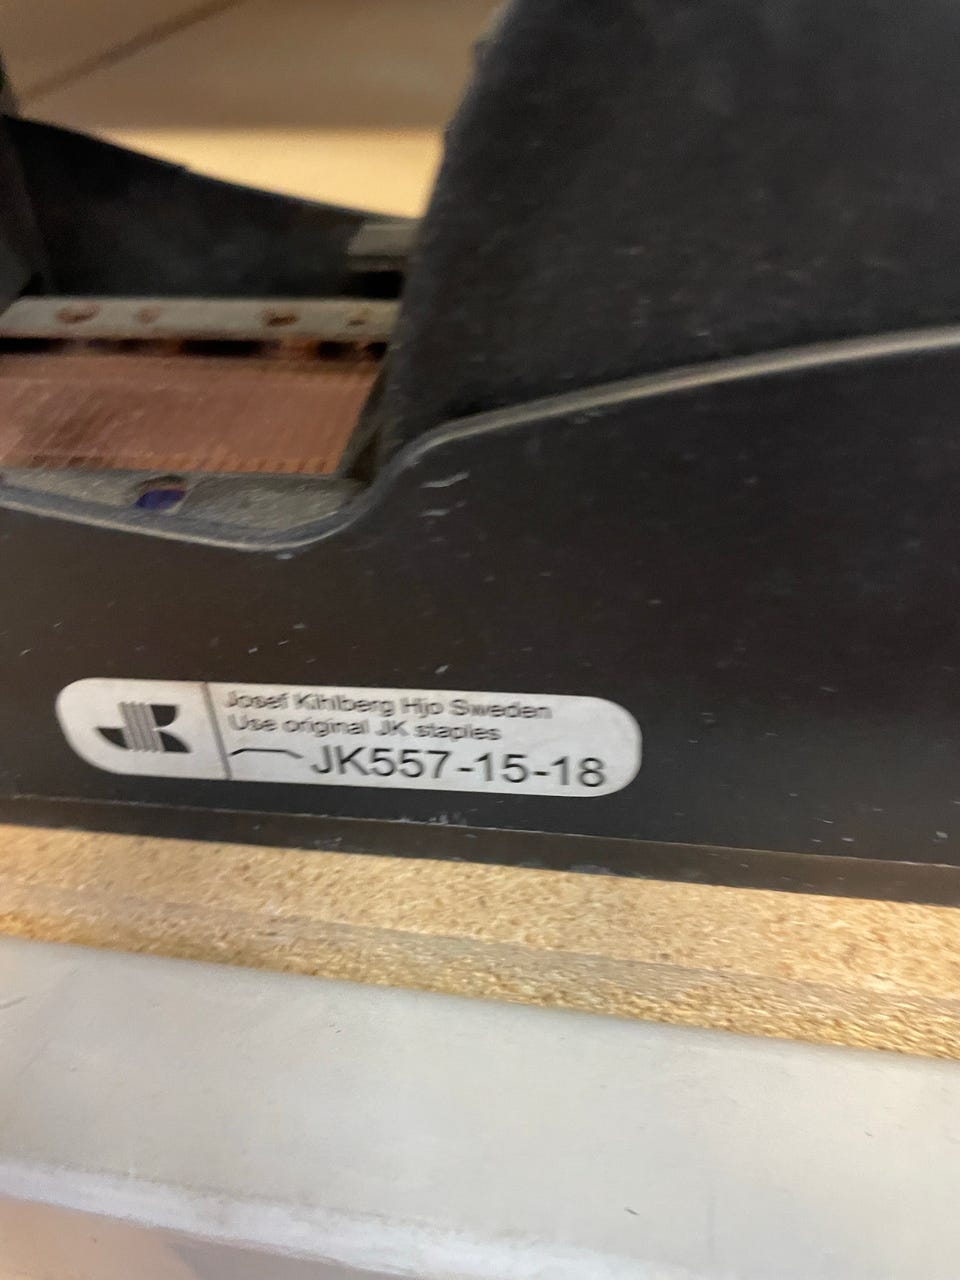 Josef Kihlberg Hjo Sweden
Use original JK staples
JK557-15-18